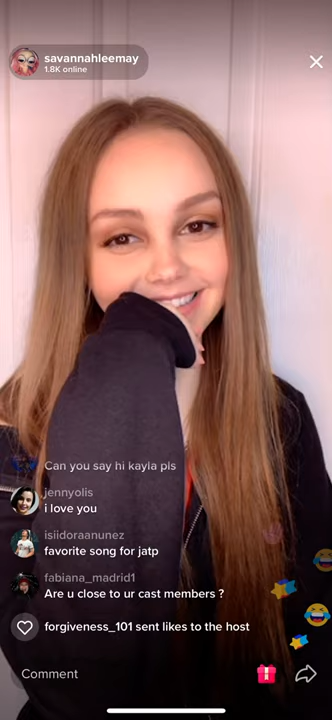 savannahleemay
1.8K online
Can you say hi kayla pls
jennyolis
i love you
isiidoraanunez
favorite song for jatp
fabiana_madrid1
Are u close to ur cast members ?
forgiveness_101 sent likes to the host
Comment